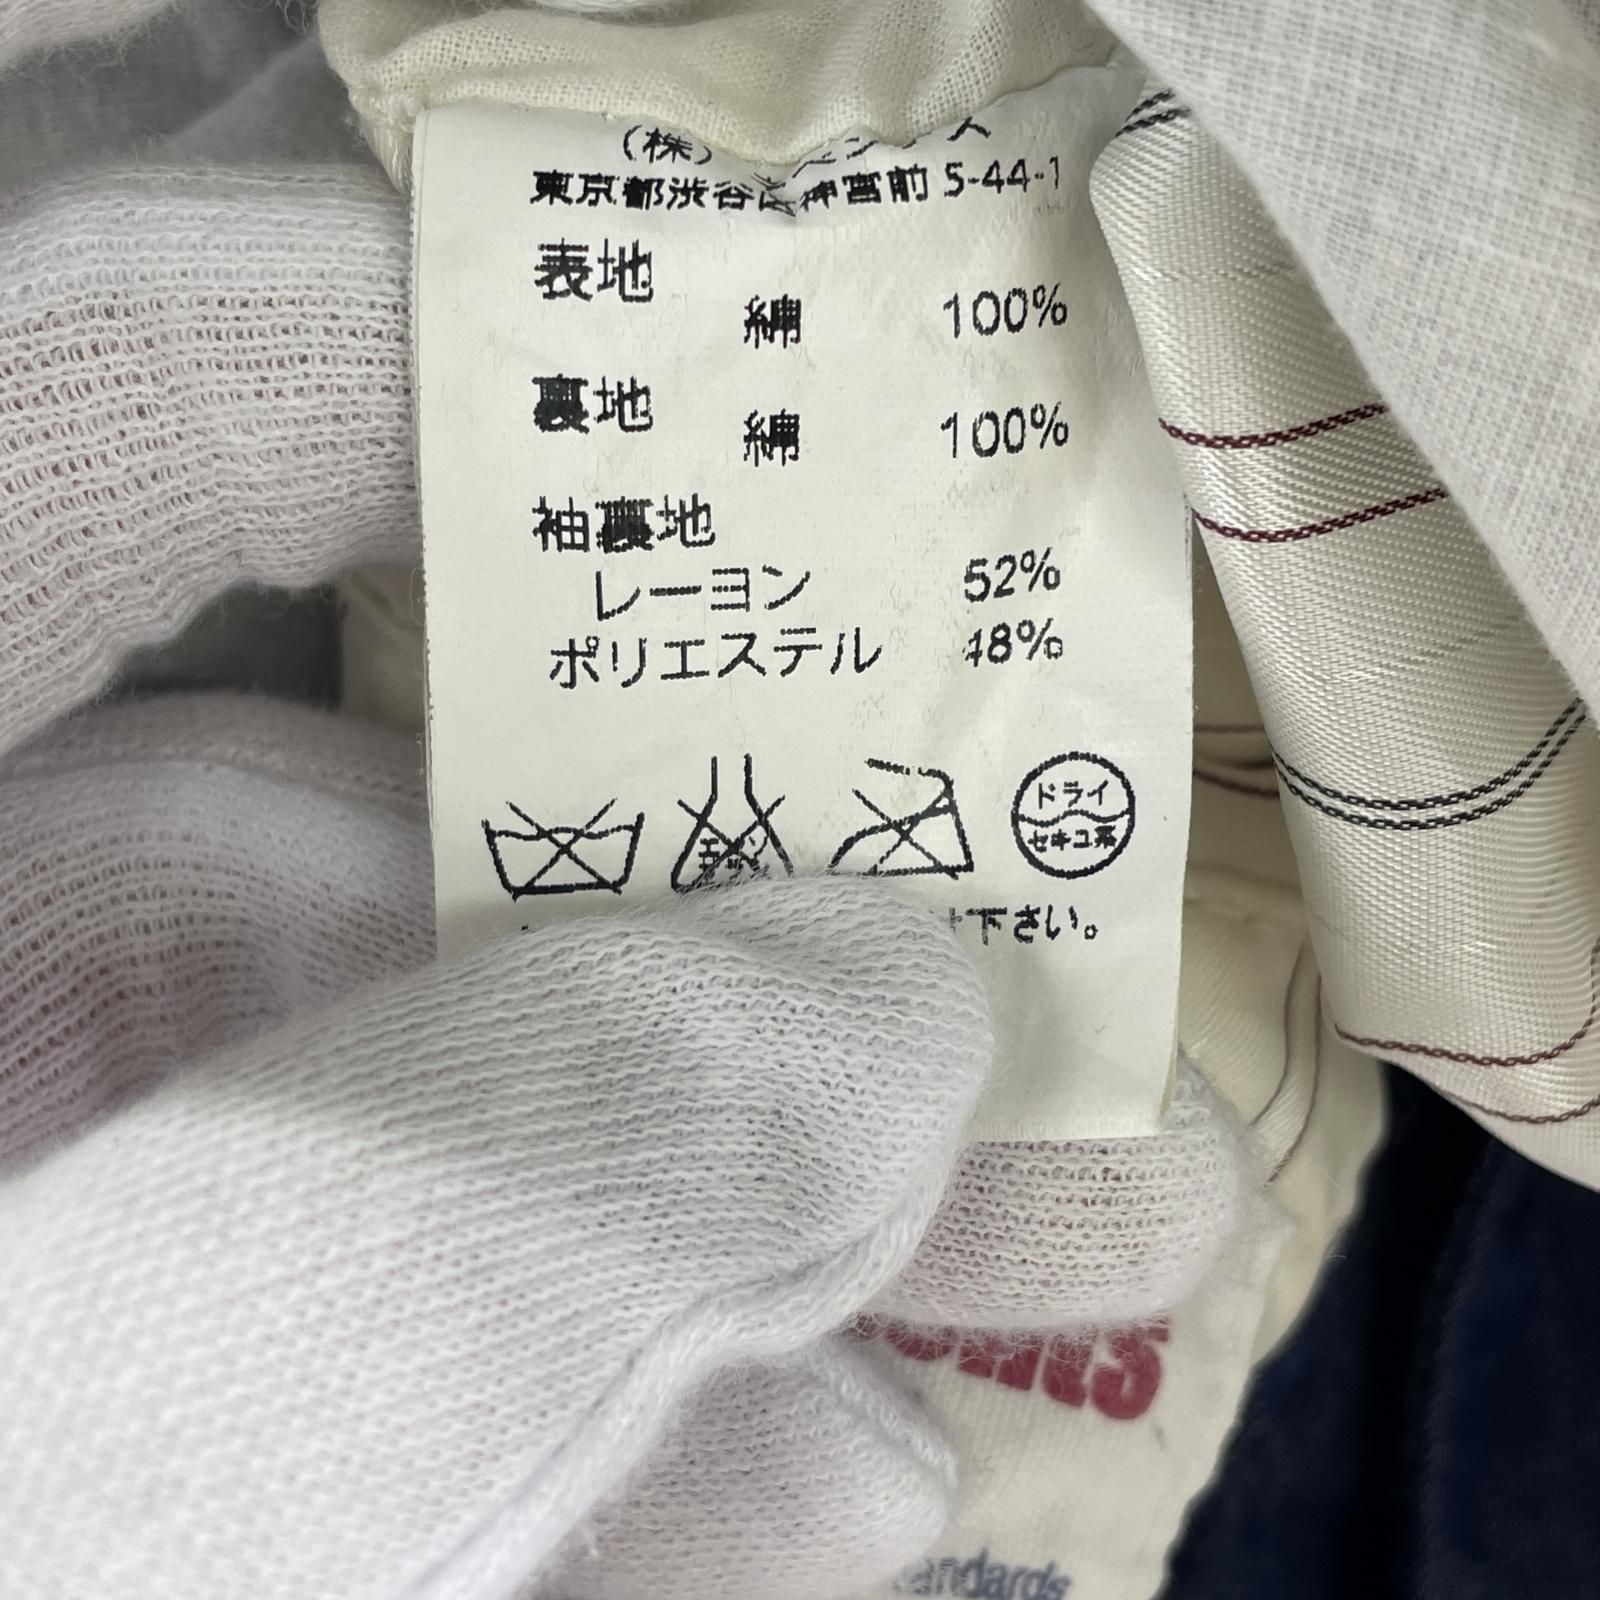 (株)
東京都渋谷区神宮前 5-44-1
表地
綿 100%
裏地
綿 100%
袖裏地
レーヨン 52%
ポリエステル 48%
ドライ
セキユ系
下さい。
andards